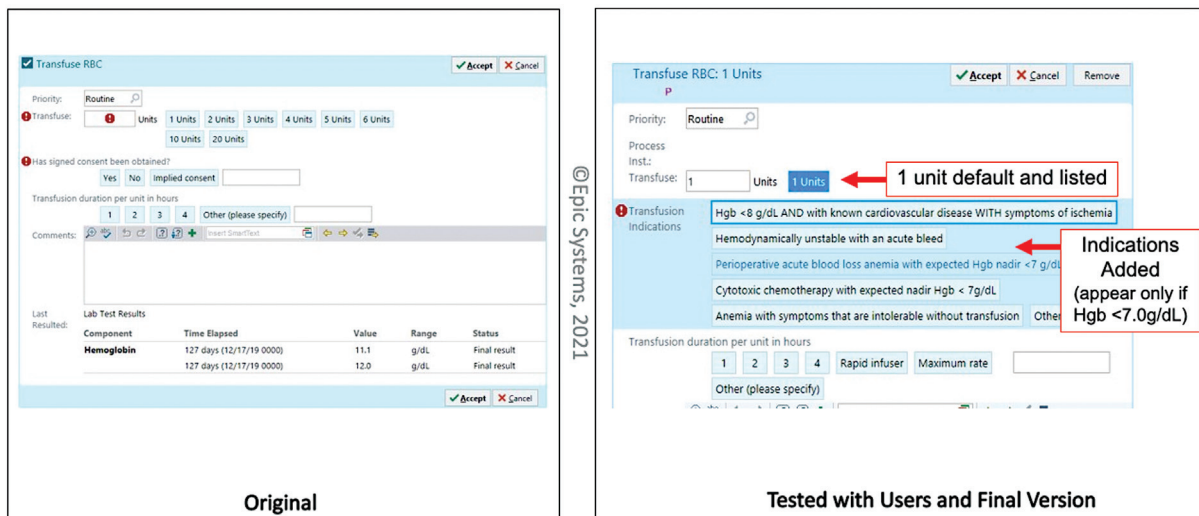 Transfuse RBC
Accept Cancel
Priority: Routine
Transfuse: Units 1 Units 2 Units 3 Units 4 Units 5 Units 6 Units
10 Units 20 Units
Has signed consent been obtained?
Yes No Implied consent
Transfusion duration per unit in hours
1 2 3 4 Other (please specify)
Comments: Insert SmartText
Last Resulted: Lab Test Results
Component Time Elapsed Value Range Status
Hemoglobin 127 days (12/17/19 0000) 11.1 g/dL Final result
127 days (12/17/19 0000) 12.0 g/dL Final result
Accept Cancel
Original
©Epic Systems, 2021
Transfuse RBC: 1 Units
P
Accept Cancel Remove
Priority: Routine
Process
Inst.:
Transfuse: 1 Units 1 Units
1 unit default and listed
Transfusion Indications
Hgb <8 g/dL AND with known cardiovascular disease WITH symptoms of ischemia
Hemodynamically unstable with an acute bleed
Perioperative acute blood loss anemia with expected Hgb nadir <7 g/dL
Cytotoxic chemotherapy with expected nadir Hgb < 7g/dL
Anemia with symptoms that are intolerable without transfusion Other
Indications
Added
(appear only if
Hgb <7.0g/dL)
Transfusion duration per unit in hours
1 2 3 4 Rapid infuser Maximum rate
Other (please specify)
Tested with Users and Final Version